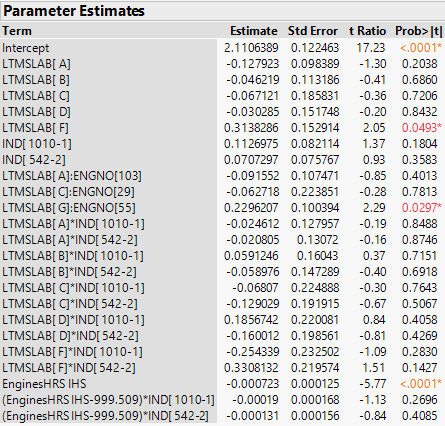 Parameter Estimates
Term Estimate Std Error t Ratio Prob>|t|
Intercept 2.1106389 0.122463 17.23 <.0001*
LTMSLAB[ A] -0.127923 0.098389 -1.30 0.2038
LTMSLAB[ B] -0.046219 0.113186 -0.41 0.6860
LTMSLAB[ C] -0.067121 0.185831 -0.36 0.7206
LTMSLAB[ D] -0.030285 0.151748 -0.20 0.8432
LTMSLAB[ F] 0.3138286 0.152914 2.05 0.0493*
IND[ 1010-1] 0.1126975 0.082114 1.37 0.1804
IND[ 542-2] 0.0707297 0.075767 0.93 0.3583
LTMSLAB[ A]:ENGNO[103] -0.091552 0.107471 -0.85 0.4013
LTMSLAB[ C]:ENGNO[29] -0.062718 0.223851 -0.28 0.7813
LTMSLAB[ G]:ENGNO[55] 0.2296207 0.100394 2.29 0.0297*
LTMSLAB[ A]*IND[ 1010-1] -0.024612 0.127957 -0.19 0.8488
LTMSLAB[ A]*IND[ 542-2] -0.020805 0.13072 -0.16 0.8746
LTMSLAB[ B]*IND[ 1010-1] 0.0591246 0.16043 0.37 0.7151
LTMSLAB[ B]*IND[ 542-2] -0.058976 0.147289 -0.40 0.6918
LTMSLAB[ C]*IND[ 1010-1] -0.06807 0.224888 -0.30 0.7643
LTMSLAB[ C]*IND[ 542-2] -0.129029 0.191915 -0.67 0.5067
LTMSLAB[ D]*IND[ 1010-1] 0.1856742 0.220081 0.84 0.4058
LTMSLAB[ D]*IND[ 542-2] -0.160012 0.198561 -0.81 0.4269
LTMSLAB[ F]*IND[ 1010-1] -0.254339 0.232502 -1.09 0.2830
LTMSLAB[ F]*IND[ 542-2] 0.3308132 0.219574 1.51 0.1427
EnginesHRS IHS -0.000723 0.000125 -5.77 <.0001*
(EnginesHRS IHS-999.509)*IND[ 1010-1] -0.00019 0.000168 -1.13 0.2696
(EnginesHRS IHS-999.509)*IND[ 542-2] -0.000131 0.000156 -0.84 0.4085